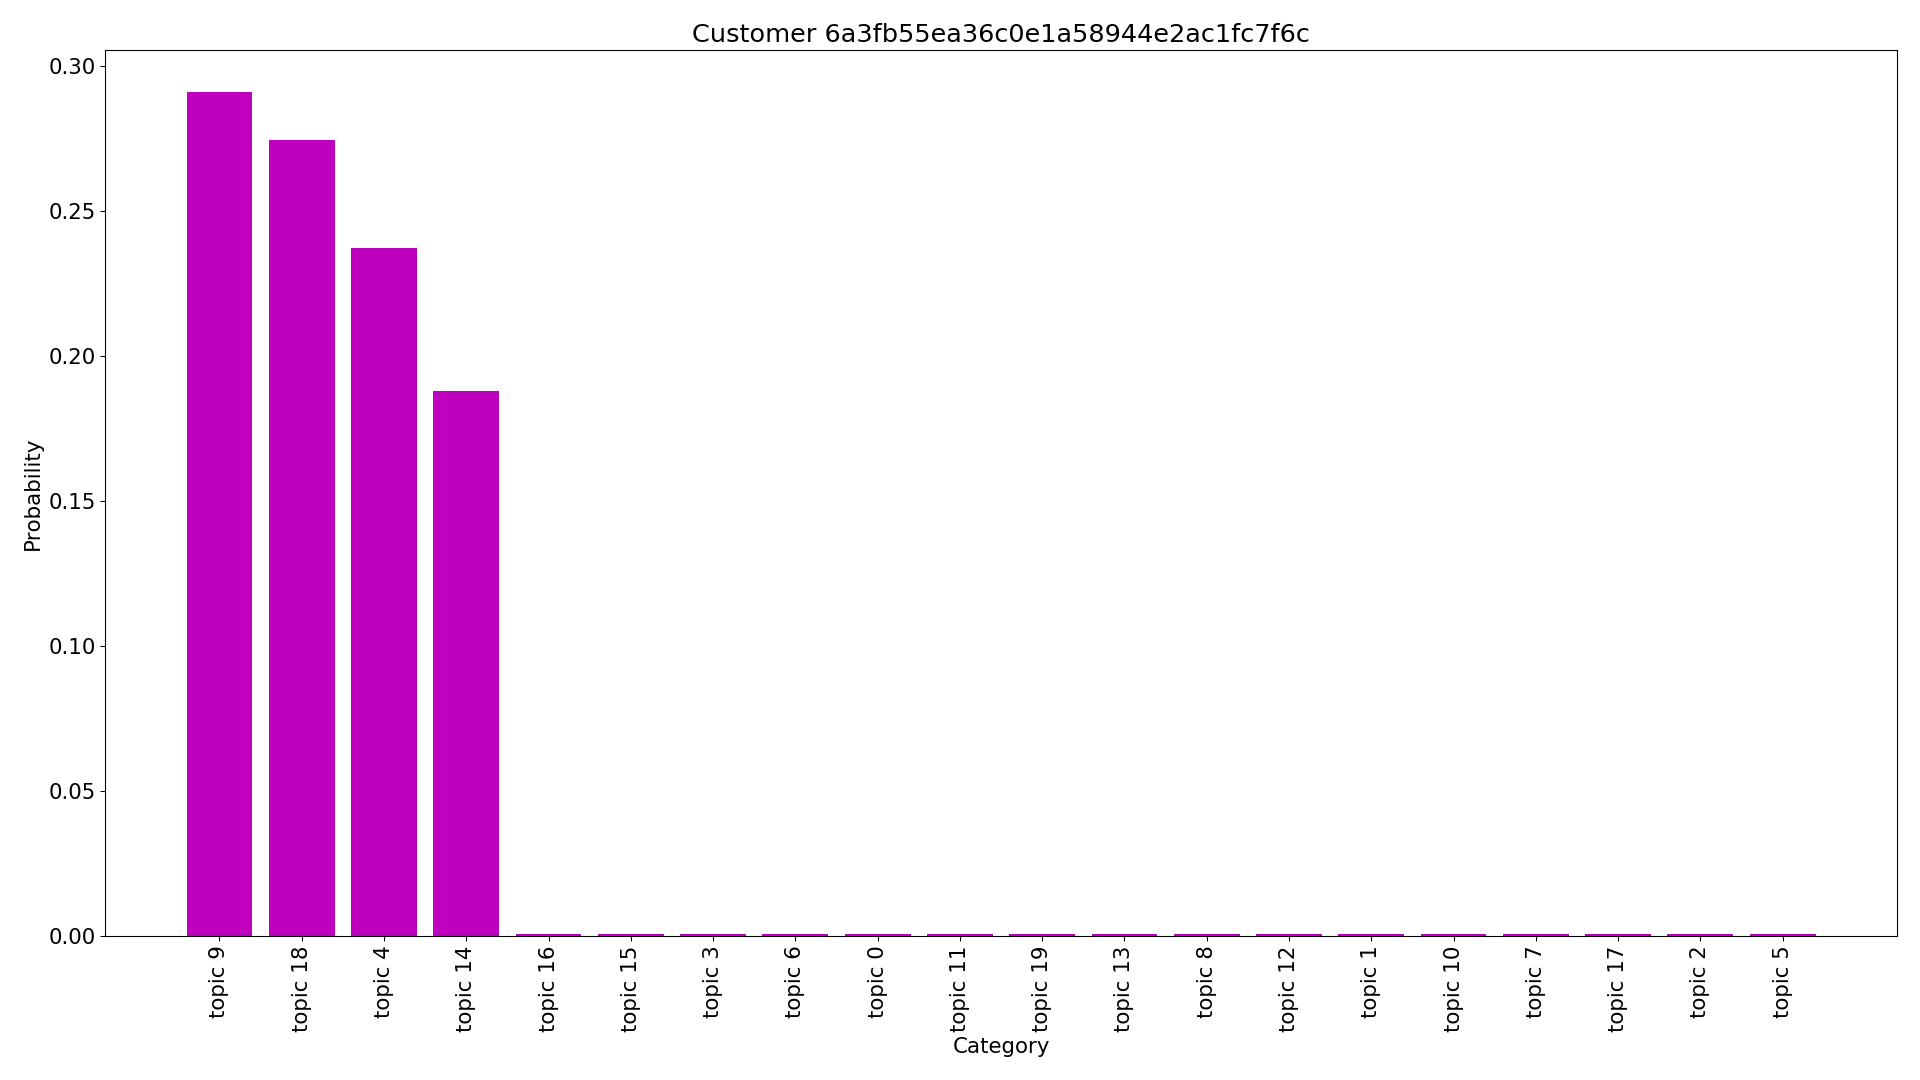 Customer 6a3fb55ea36c0e1a58944e2ac1fc7f6c
0.30
0.25
0.20
0.15
0.10
0.05
0.00
Probability
topic 9
topic 18
topic 4
topic 14
topic 16
topic 15
topic 3
topic 6
topic 0
topic 11
topic 19
topic 13
topic 8
topic 12
topic 1
topic 10
topic 7
topic 17
topic 2
topic 5
Category